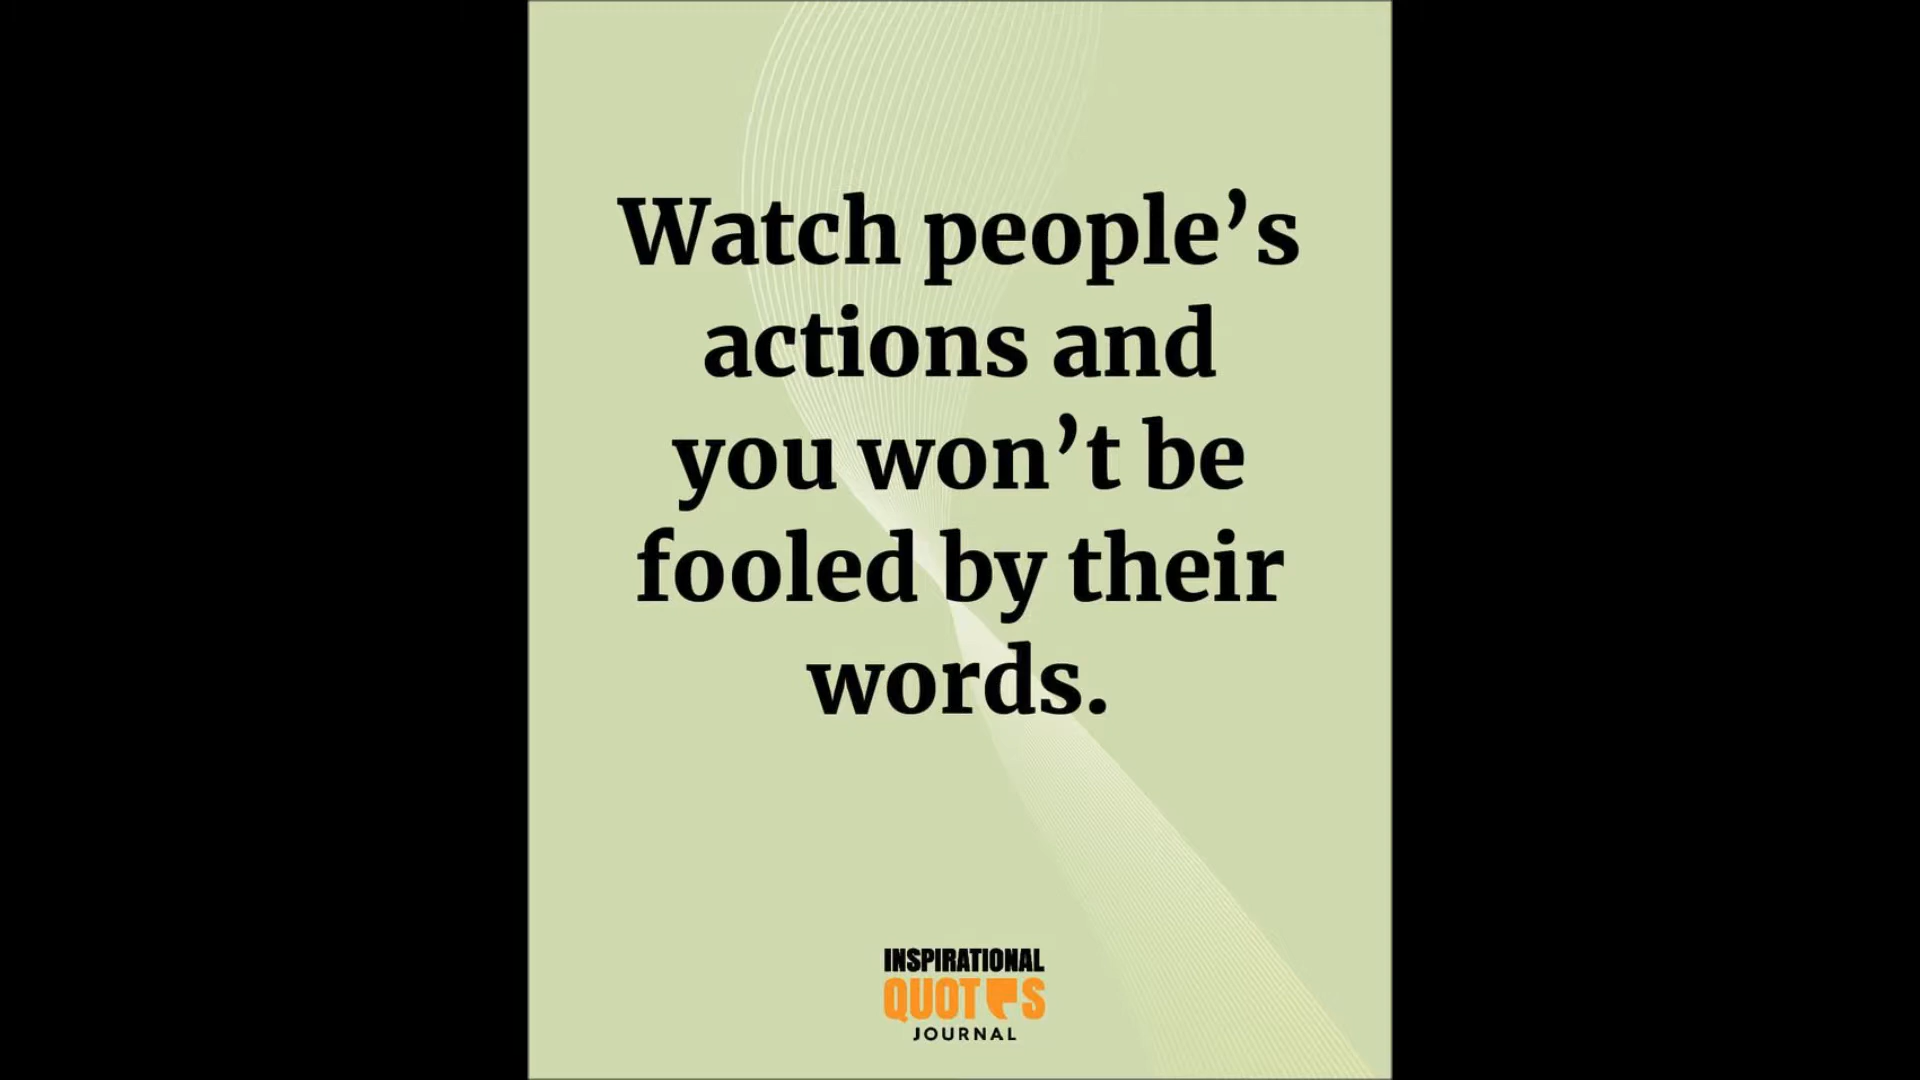 Watch people’s
actions and
you won’t be
fooled by their
words.
INSPIRATIONAL
QUOTES
JOURNAL